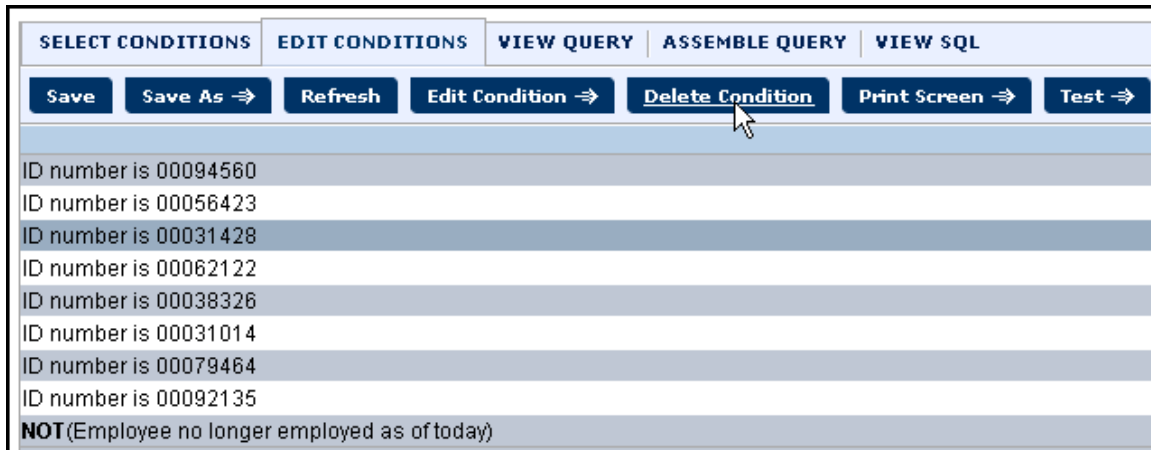 SELECT CONDITIONS EDIT CONDITIONS VIEW QUERY ASSEMBLE QUERY VIEW SQL
Save Save As ⇒ Refresh Edit Condition ⇒ Delete Condition Print Screen ⇒ Test ⇒
ID number is 00094560
ID number is 00056423
ID number is 00031428
ID number is 00062122
ID number is 00038326
ID number is 00031014
ID number is 00079464
ID number is 00092135
NOT(Employee no longer employed as of today)